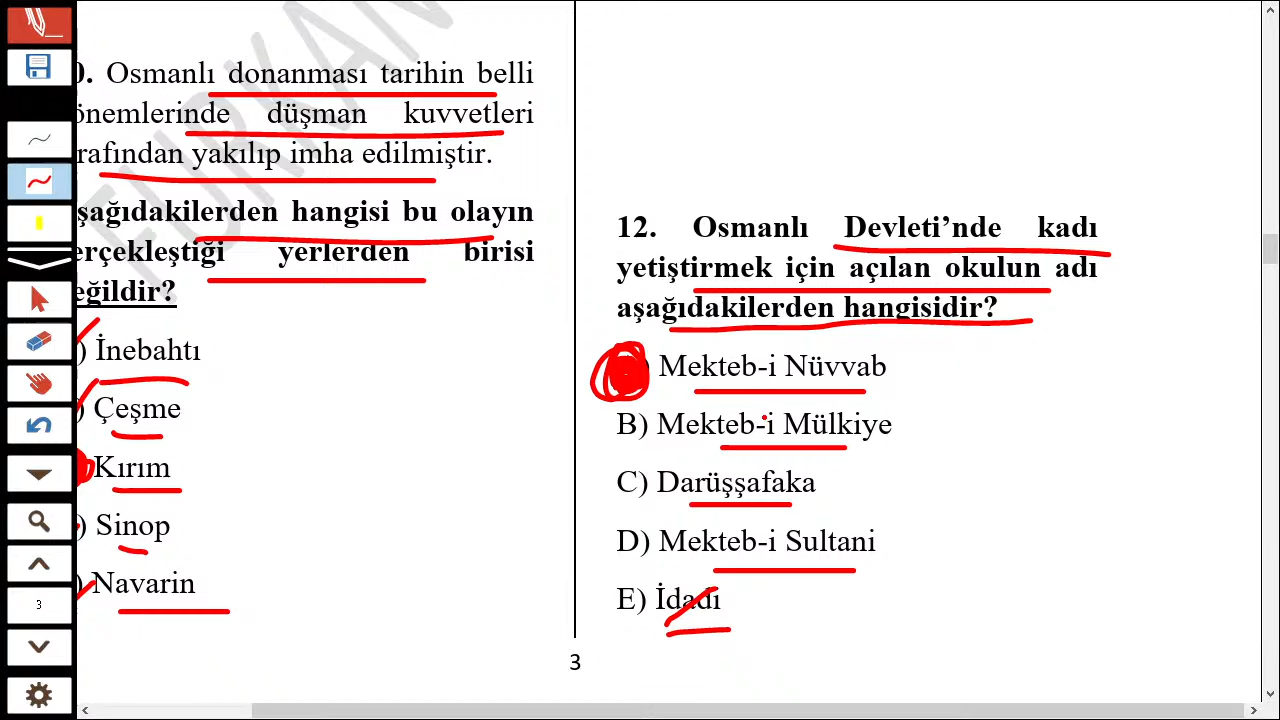 0. Osmanlı donanması tarihin belli
önemlerinde düşman kuvvetleri
rafından yakılıp imha edilmiştir.
şağıdakilerden hangisi bu olayın
erçekleştiği yerlerden birisi
eğildir?
) İnebahtı
) Çeşme
Kırım
) Sinop
) Navarin
12. Osmanlı Devleti’nde kadı
yetiştirmek için açılan okulun adı
aşağıdakilerden hangisidir?
) Mekteb-i Nüvvab
B) Mekteb-i Mülkiye
C) Darüşşafaka
D) Mekteb-i Sultani
E) İdadi
3
3
FURKAN